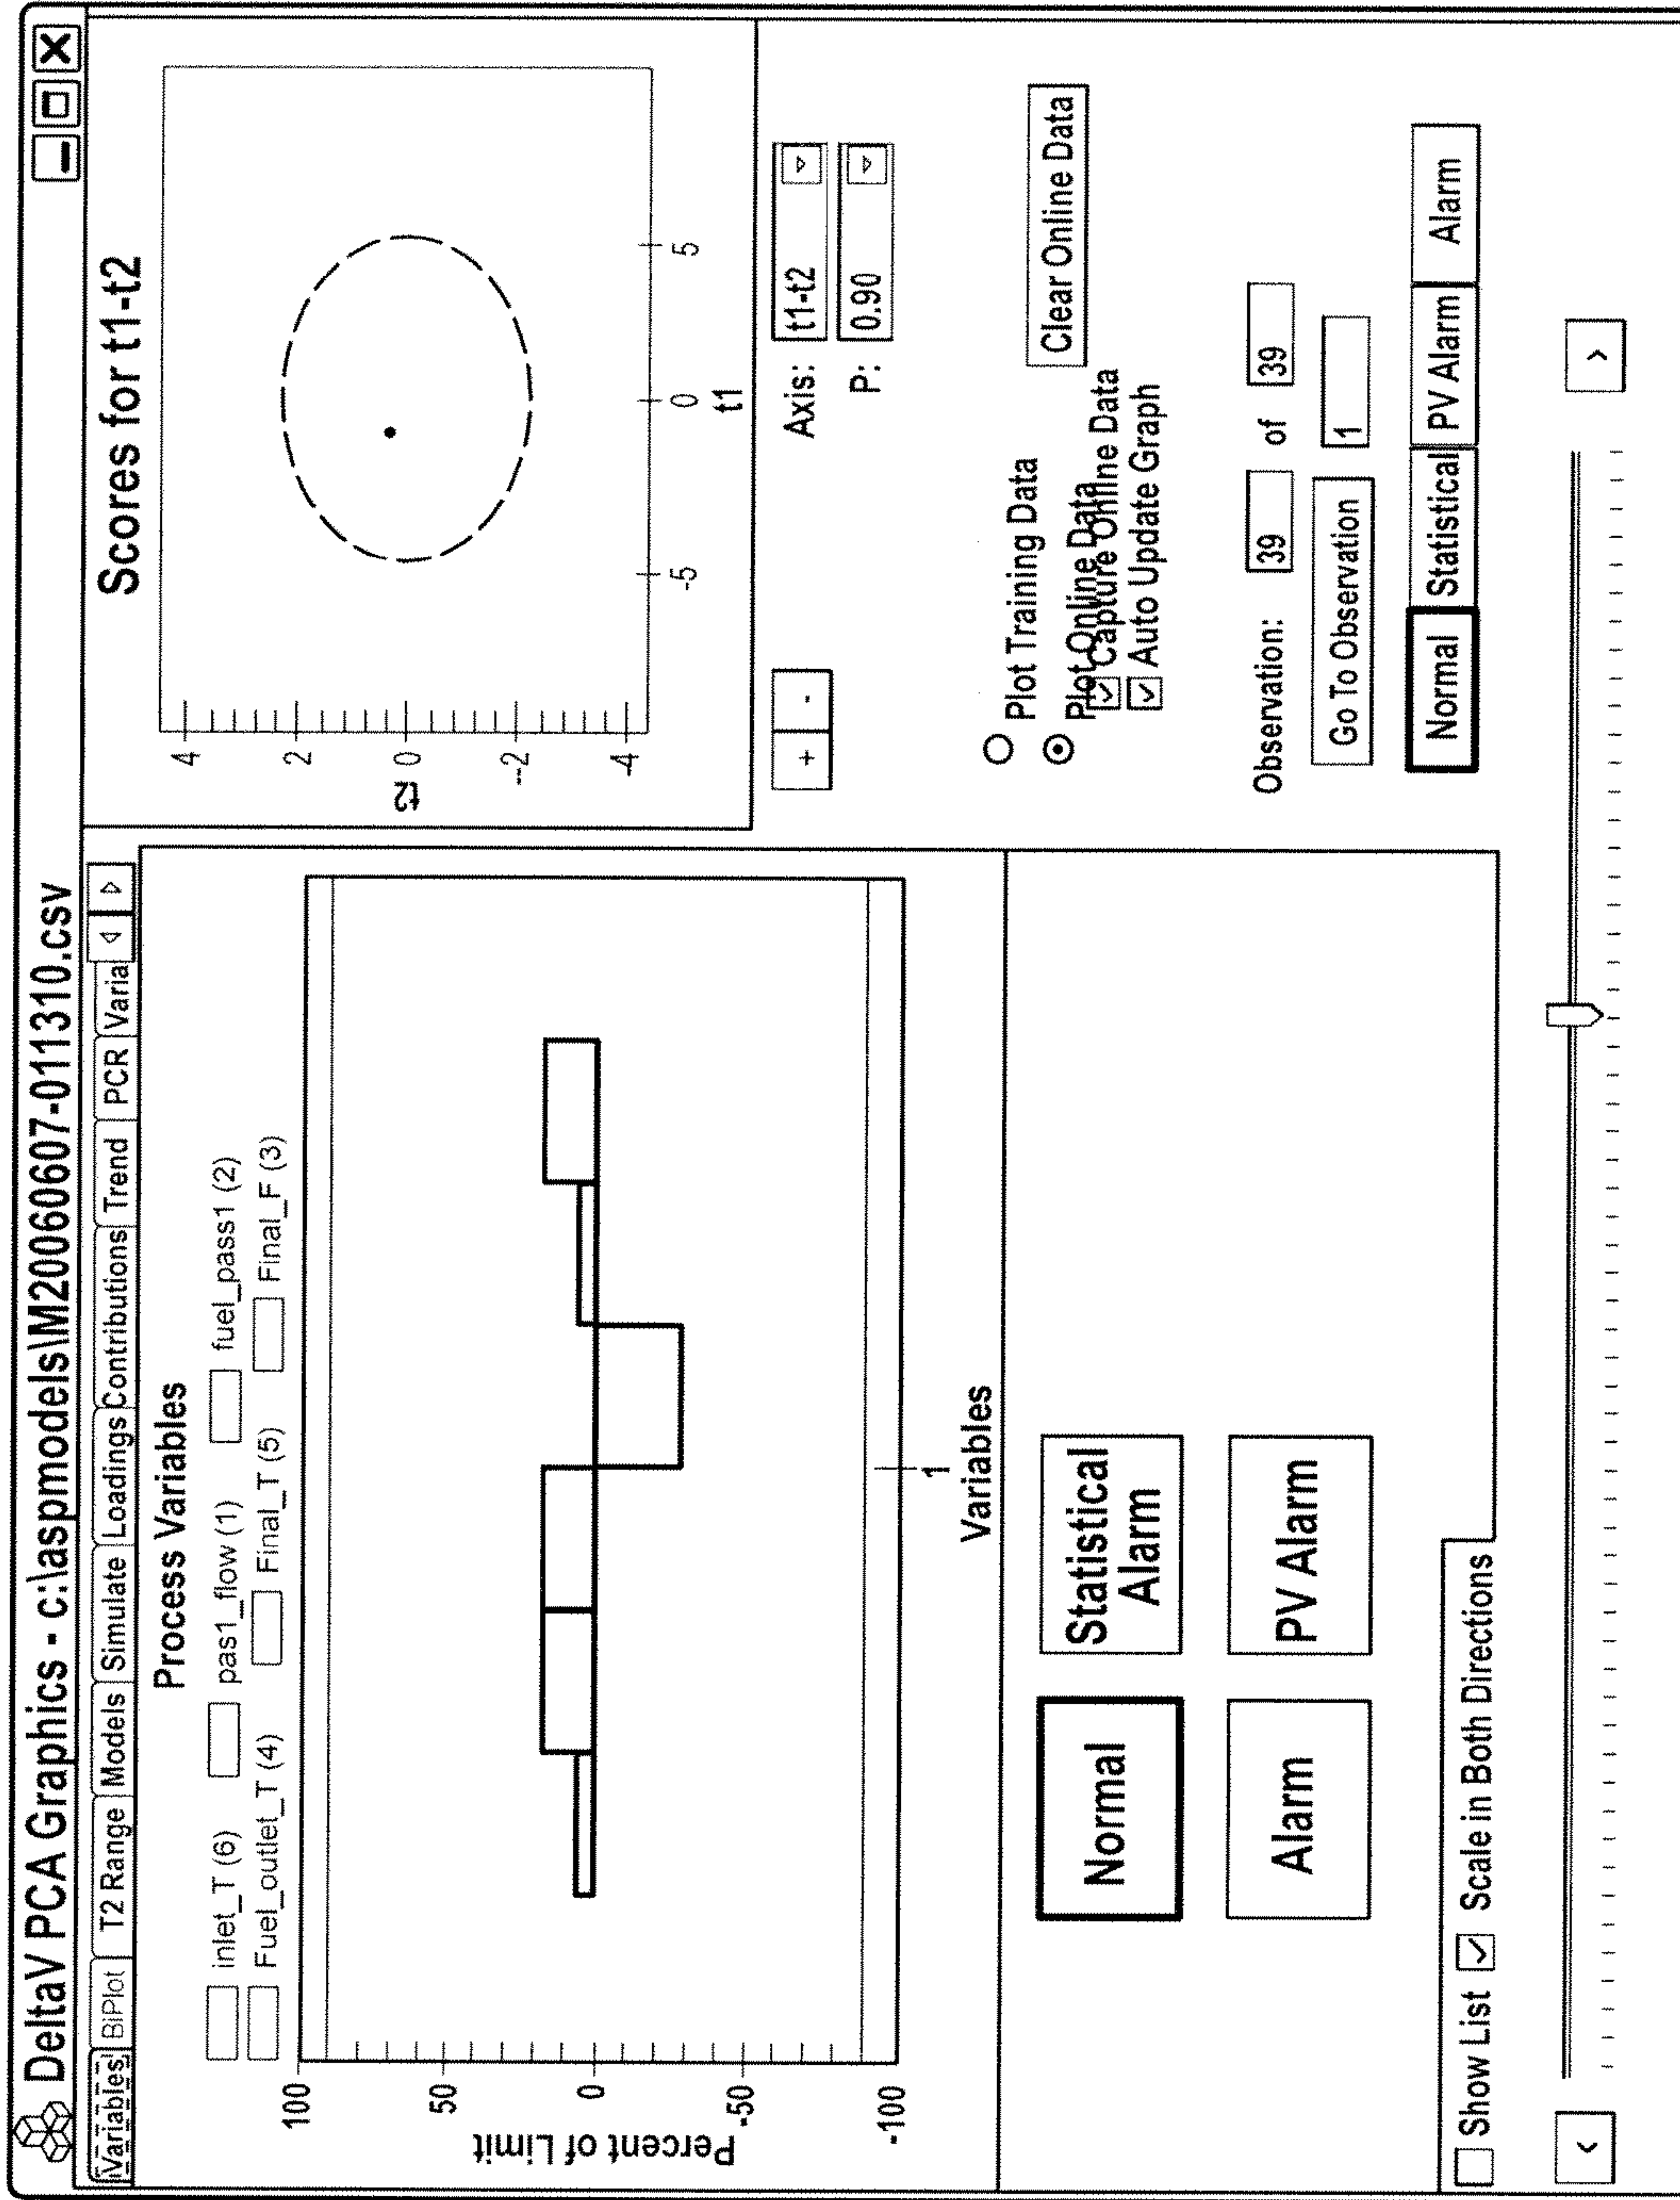 DeltaV PCA Graphics - c:\aspmodels\M20060607-011310.csv
Variables BiPlot T2 Range Models Simulate Loadings Contributions Trend PCR Varia
Process Variables
inlet_T (6) pas1_flow (1) fuel_pass1 (2)
Fuel_outlet_T (4) Final_T (5) Final_F (3)
100
50
0
-50
-100
Percent of Limit
1
Variables
Normal
Statistical
Alarm
Alarm
PV Alarm
Show List Scale in Both Directions
Scores for t1-t2
4
2
0
--2
-4
t2
-5 0 5
t1
+ -
Axis: t1-t2
P: 0.90
Plot Training Data
Plot Online Data
Capture Online Data
Auto Update Graph
Clear Online Data
Observation: 39 of 39
Go To Observation 1
Normal Statistical PV Alarm Alarm
< >